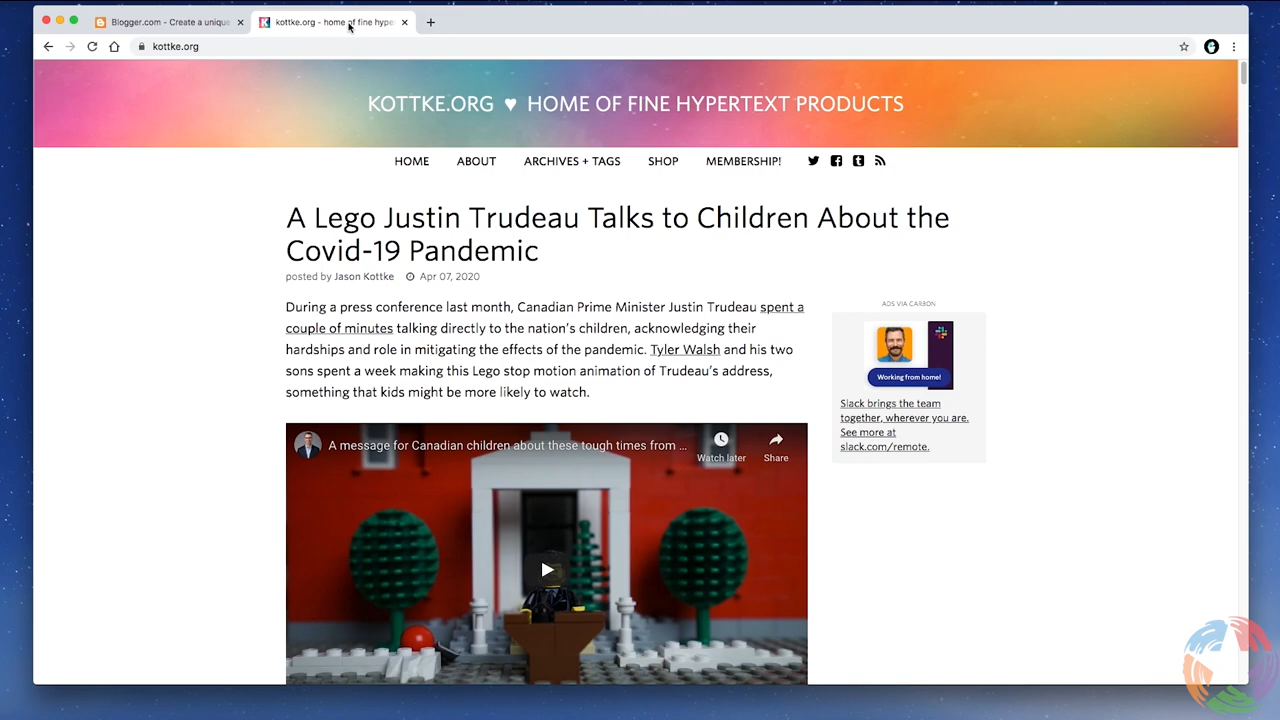 Blogger.com - Create a unique
kottke.org - home of fine hype
kottke.org
KOTTKE.ORG ♥ HOME OF FINE HYPERTEXT PRODUCTS
HOME ABOUT ARCHIVES + TAGS SHOP MEMBERSHIP!
A Lego Justin Trudeau Talks to Children About the
Covid-19 Pandemic
posted by Jason Kottke Apr 07, 2020
During a press conference last month, Canadian Prime Minister Justin Trudeau spent a
couple of minutes talking directly to the nation's children, acknowledging their
hardships and role in mitigating the effects of the pandemic. Tyler Walsh and his two
sons spent a week making this Lego stop motion animation of Trudeau's address,
something that kids might be more likely to watch.
ADS VIA CARBON
Working from home!
Slack brings the team
together, wherever you are.
See more at
slack.com/remote.
A message for Canadian children about these tough times from ...
Watch later
Share